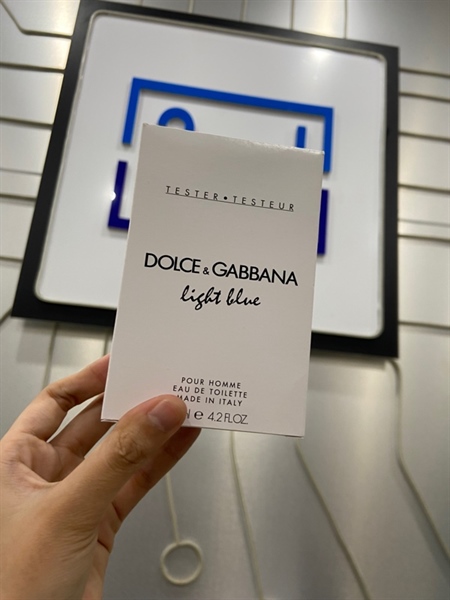 TESTER • TESTEUR
DOLCE & GABBANA
light blue
POUR HOMME
EAU DE TOILETTE
MADE IN ITALY
℮ 4.2 FL.OZ.